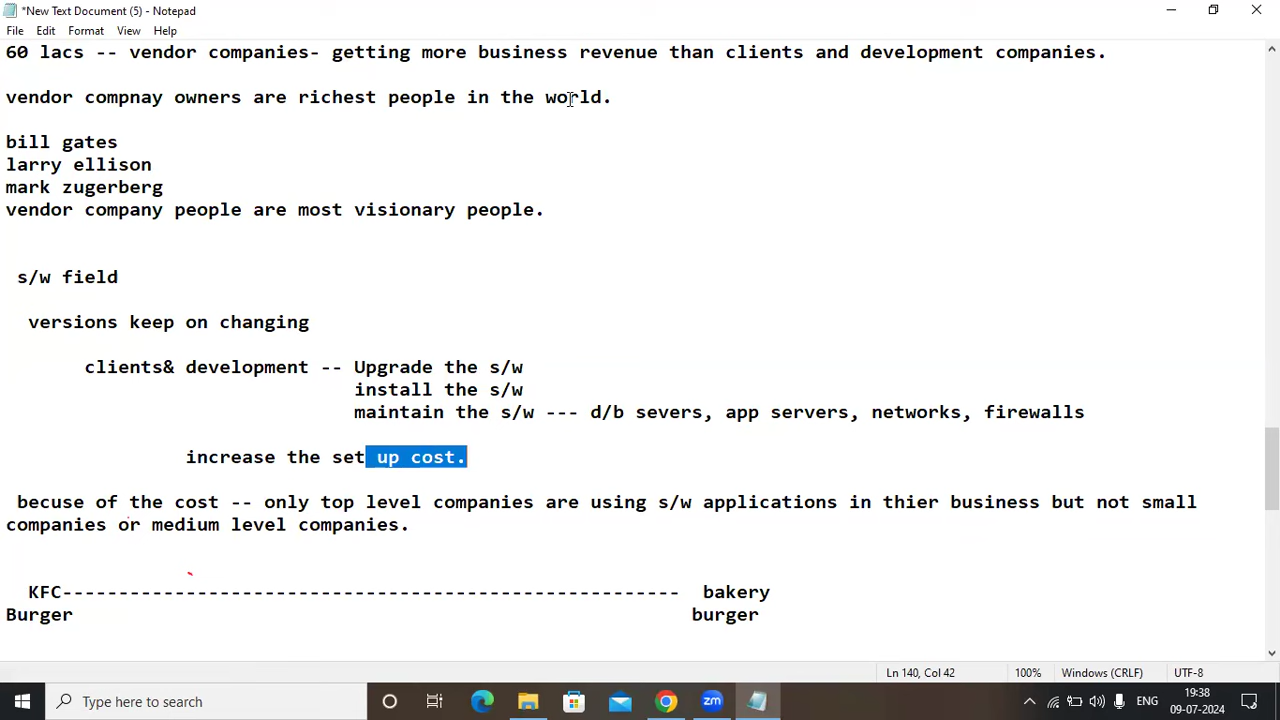 *New Text Document (5) - Notepad
File Edit Format View Help
60 lacs -- vendor companies- getting more business revenue than clients and development companies.
vendor compnay owners are richest people in the world.
bill gates
larry ellison
mark zugerberg
vendor company people are most visionary people.
s/w field
versions keep on changing
clients& development -- Upgrade the s/w
install the s/w
maintain the s/w --- d/b severs, app servers, networks, firewalls
increase the set up cost.
becuse of the cost -- only top level companies are using s/w applications in thier business but not small
companies or medium level companies.
KFC------------------------------------------------------- bakery
Burger burger
Ln 140, Col 42 100% Windows (CRLF) UTF-8
Type here to search
zm
ENG
19:38
09-07-2024